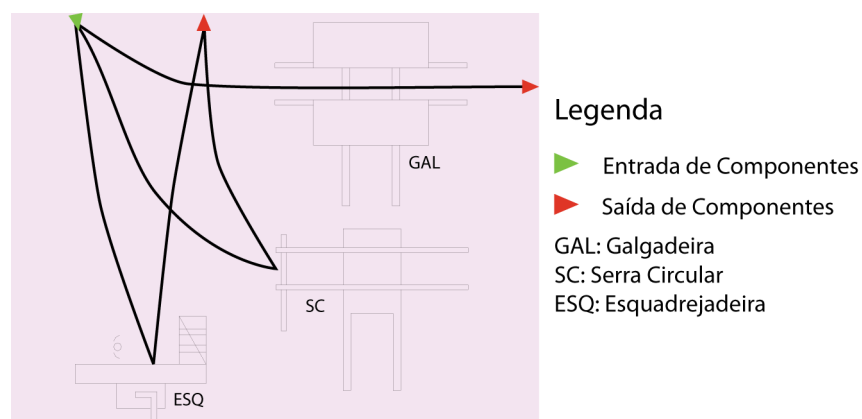 GAL
SC
ESQ
Legenda
Entrada de Componentes
Saída de Componentes
GAL: Galgadeira
SC: Serra Circular
ESQ: Esquadrejadeira